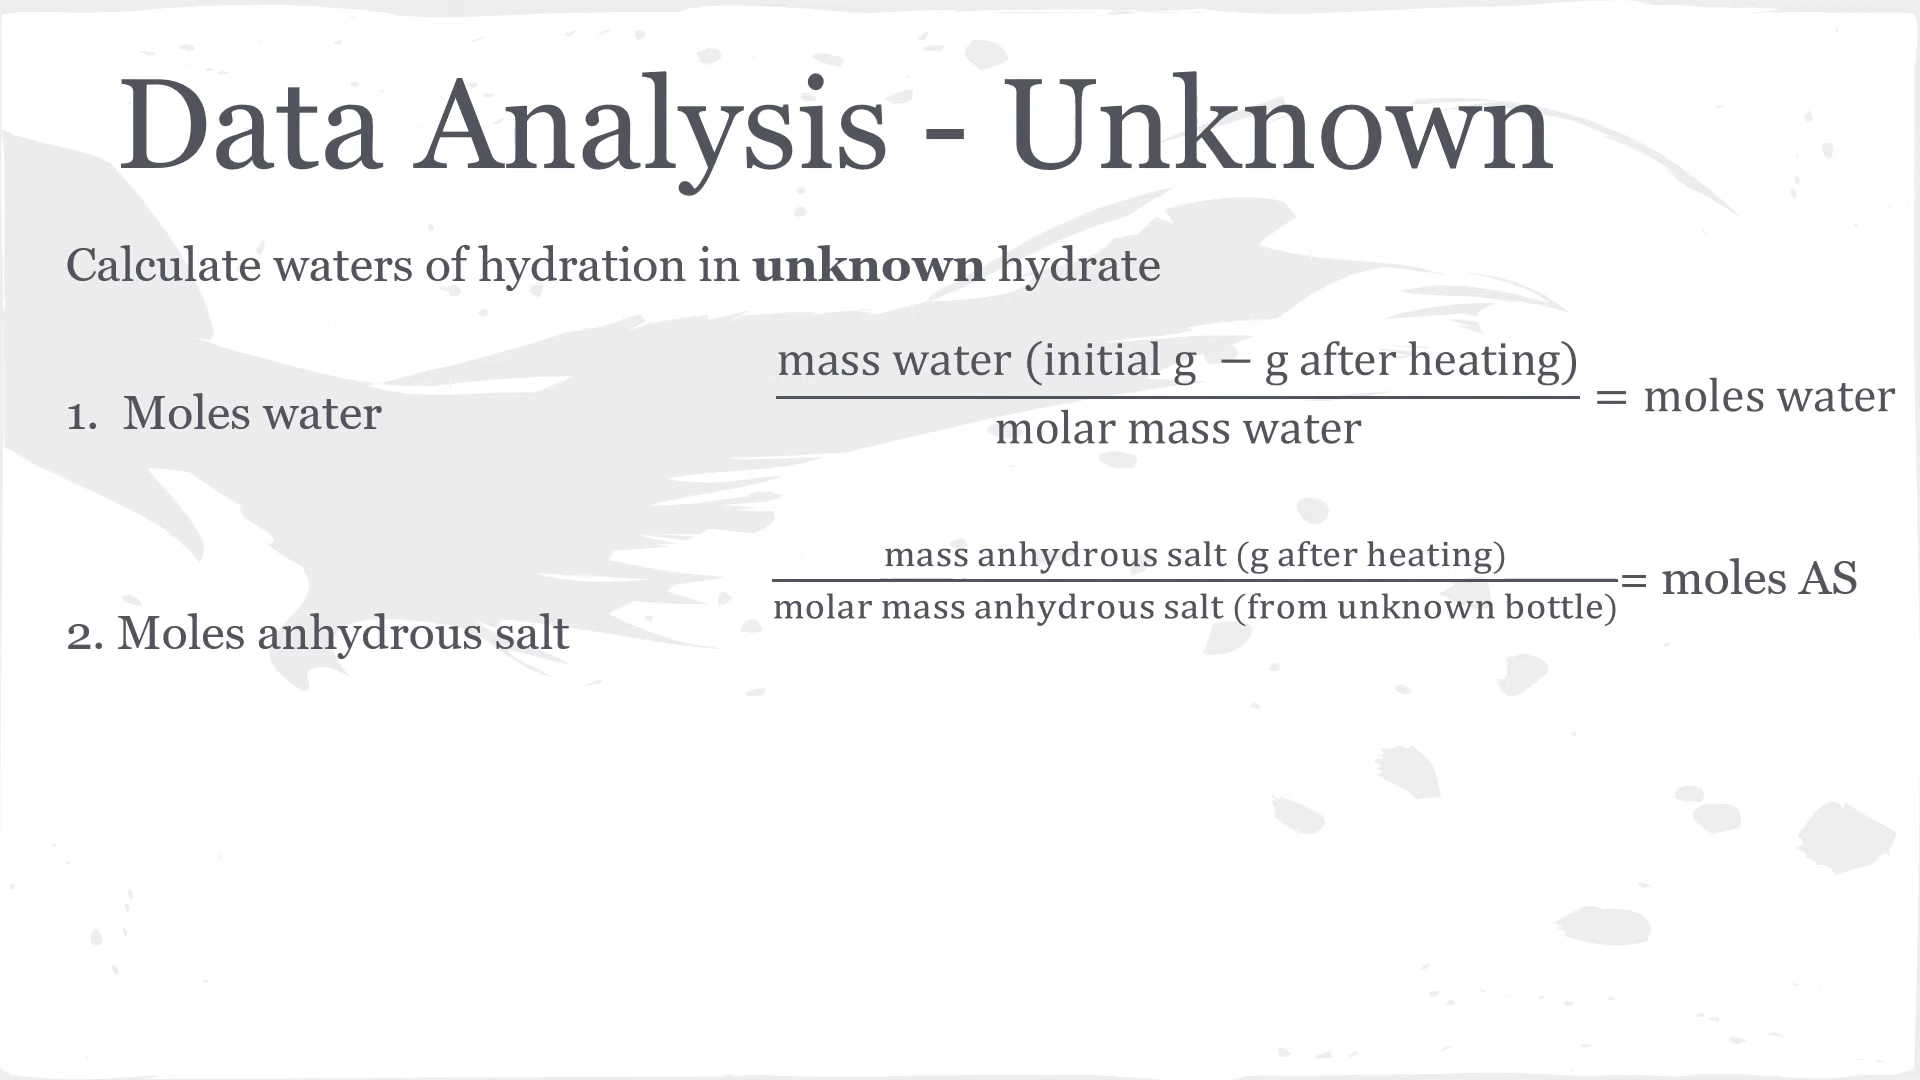 Data Analysis - Unknown
Calculate waters of hydration in unknown hydrate
1. Moles water
mass water (initial g − g after heating)
molar mass water
= moles water
2. Moles anhydrous salt
mass anhydrous salt (g after heating)
molar mass anhydrous salt (from unknown bottle)
= moles AS